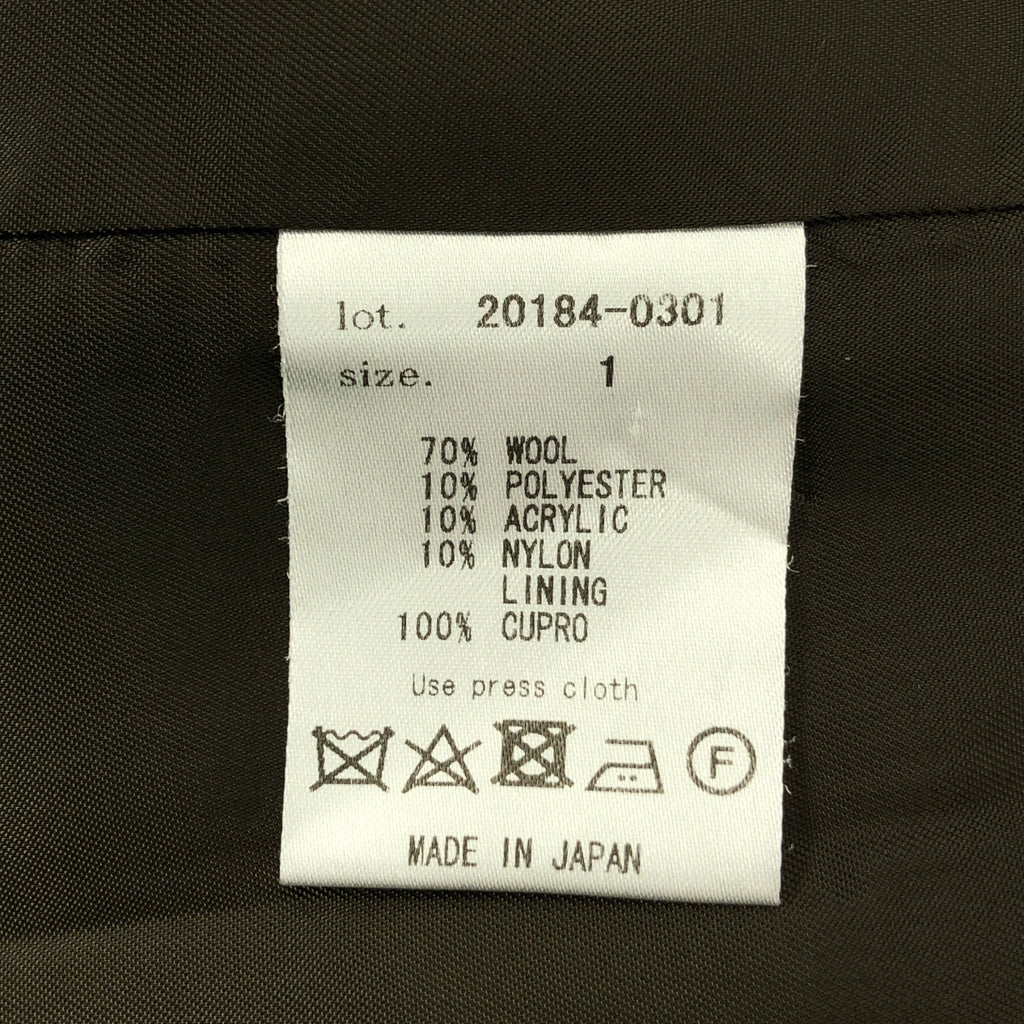 lot. 20184-0301
size. 1
70% WOOL
10% POLYESTER
10% ACRYLIC
10% NYLON
LINING
100% CUPRO
Use press cloth
F
MADE IN JAPAN